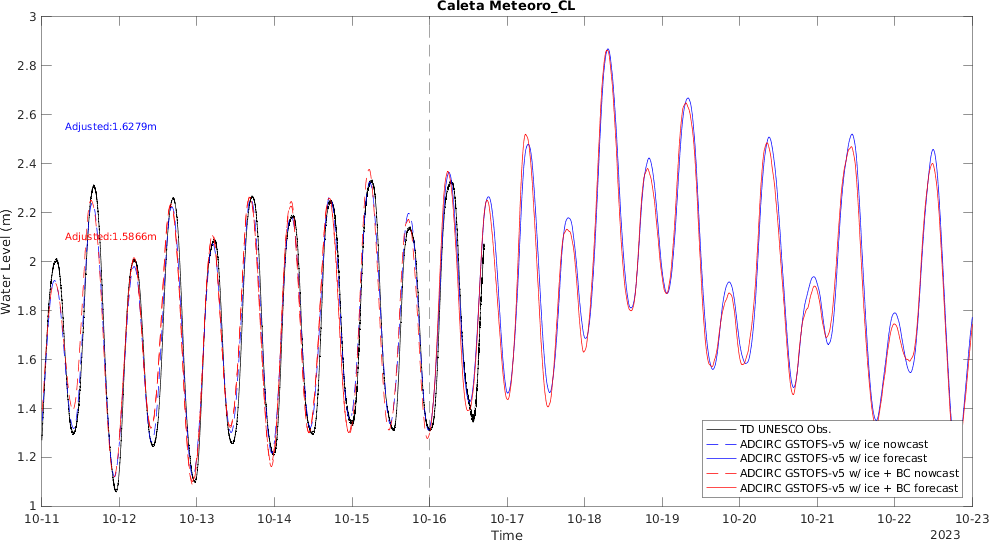 Caleta Meteoro_CL
Water Level (m)
3
2.8
2.6
2.4
2.2
2
1.8
1.6
1.4
1.2
1
Adjusted:1.6279m
Adjusted:1.5866m
TD UNESCO Obs.
ADCIRC GSTOFS-v5 w/ ice nowcast
ADCIRC GSTOFS-v5 w/ ice forecast
ADCIRC GSTOFS-v5 w/ ice + BC nowcast
ADCIRC GSTOFS-v5 w/ ice + BC forecast
10-11 10-12 10-13 10-14 10-15 10-16 10-17 10-18 10-19 10-20 10-21 10-22 10-23
Time
2023